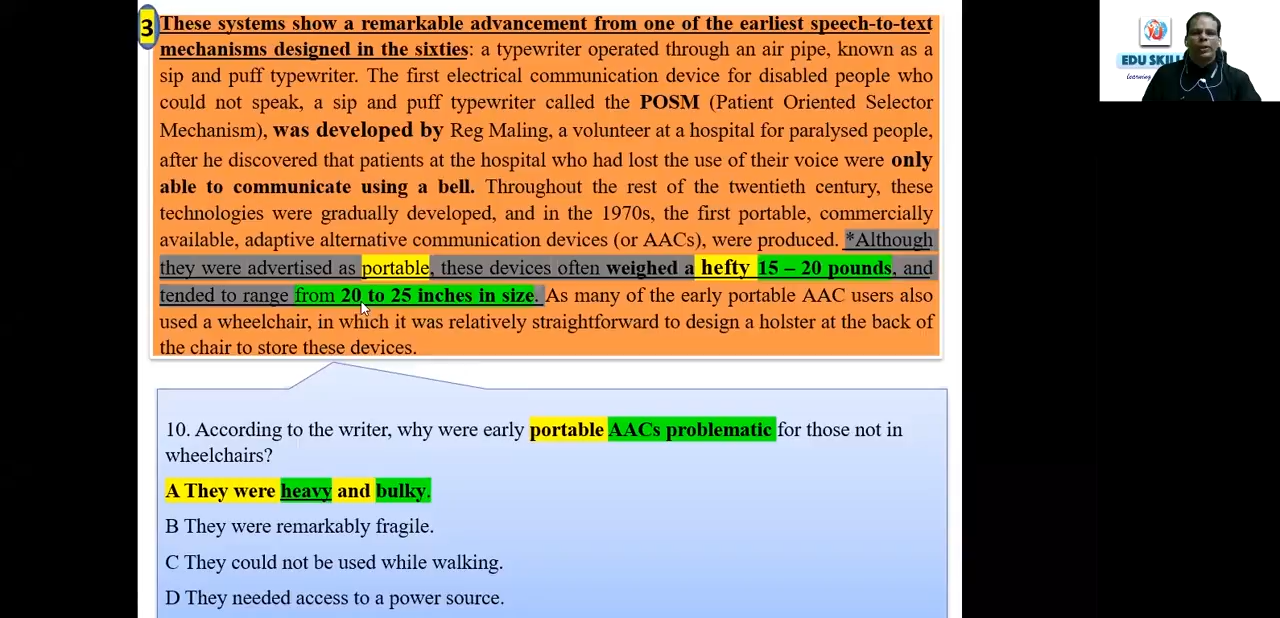 3
These systems show a remarkable advancement from one of the earliest speech-to-text
mechanisms designed in the sixties: a typewriter operated through an air pipe, known as a
sip and puff typewriter. The first electrical communication device for disabled people who
could not speak, a sip and puff typewriter called the POSM (Patient Oriented Selector
Mechanism), was developed by Reg Maling, a volunteer at a hospital for paralysed people,
after he discovered that patients at the hospital who had lost the use of their voice were only
able to communicate using a bell. Throughout the rest of the twentieth century, these
technologies were gradually developed, and in the 1970s, the first portable, commercially
available, adaptive alternative communication devices (or AACs), were produced. *Although
they were advertised as portable, these devices often weighed a hefty 15 – 20 pounds, and
tended to range from 20 to 25 inches in size. As many of the early portable AAC users also
used a wheelchair, in which it was relatively straightforward to design a holster at the back of
the chair to store these devices.
10. According to the writer, why were early portable AACs problematic for those not in
wheelchairs?
A They were heavy and bulky.
B They were remarkably fragile.
C They could not be used while walking.
D They needed access to a power source.
EDU SKILL
learning